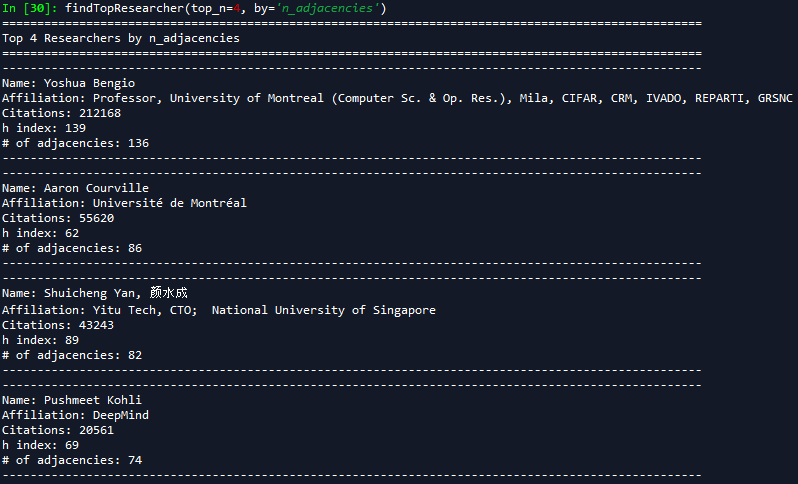 In [30]: findTopResearcher(top_n=4, by='n_adjacencies')
====================================================================================================
Top 4 Researchers by n_adjacencies
====================================================================================================
----------------------------------------------------------------------------------------------------
Name: Yoshua Bengio
Affiliation: Professor, University of Montreal (Computer Sc. & Op. Res.), Mila, CIFAR, CRM, IVADO, REPARTI, GRSNC
Citations: 212168
h index: 139
# of adjacencies: 136
----------------------------------------------------------------------------------------------------
----------------------------------------------------------------------------------------------------
Name: Aaron Courville
Affiliation: Université de Montréal
Citations: 55620
h index: 62
# of adjacencies: 86
----------------------------------------------------------------------------------------------------
----------------------------------------------------------------------------------------------------
Name: Shuicheng Yan, 颜水成
Affiliation: Yitu Tech, CTO;  National University of Singapore
Citations: 43243
h index: 89
# of adjacencies: 82
----------------------------------------------------------------------------------------------------
----------------------------------------------------------------------------------------------------
Name: Pushmeet Kohli
Affiliation: DeepMind
Citations: 20561
h index: 69
# of adjacencies: 74
----------------------------------------------------------------------------------------------------